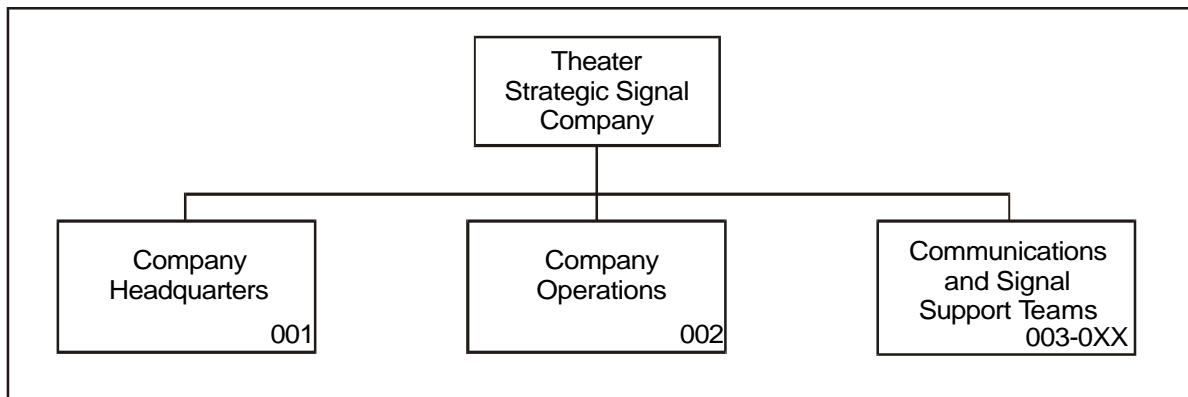 Theater
Strategic Signal
Company
Company
Headquarters
001
Company
Operations
002
Communications
and Signal
Support Teams
003-0XX